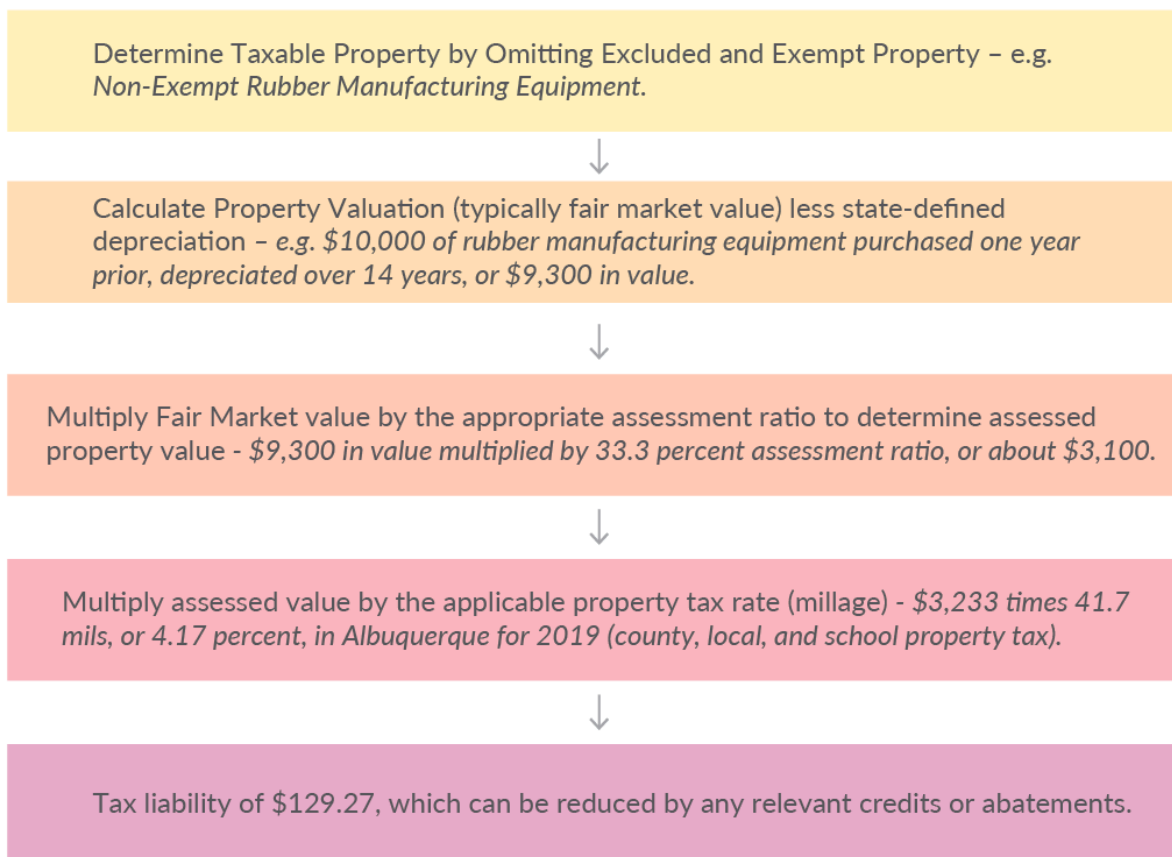 Determine Taxable Property by Omitting Excluded and Exempt Property – e.g.
Non-Exempt Rubber Manufacturing Equipment.
↓
Calculate Property Valuation (typically fair market value) less state-defined
depreciation – e.g. $10,000 of rubber manufacturing equipment purchased one year
prior, depreciated over 14 years, or $9,300 in value.
↓
Multiply Fair Market value by the appropriate assessment ratio to determine assessed
property value - $9,300 in value multiplied by 33.3 percent assessment ratio, or about $3,100.
↓
Multiply assessed value by the applicable property tax rate (millage) - $3,233 times 41.7
mils, or 4.17 percent, in Albuquerque for 2019 (county, local, and school property tax).
↓
Tax liability of $129.27, which can be reduced by any relevant credits or abatements.